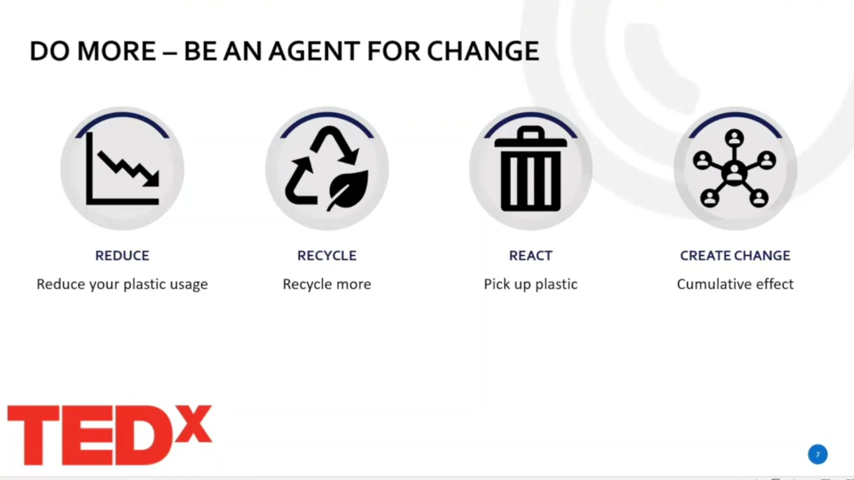 DO MORE – BE AN AGENT FOR CHANGE
REDUCE
Reduce your plastic usage
RECYCLE
Recycle more
REACT
Pick up plastic
CREATE CHANGE
Cumulative effect
TEDx
7